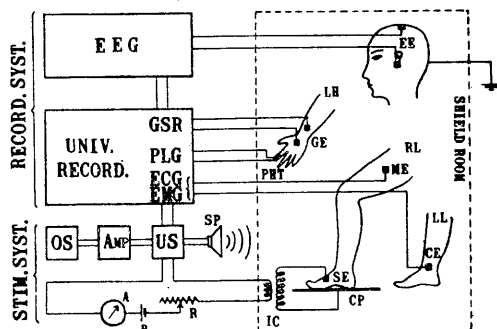 RECORD. SYST.
EEG
UNIV.
RECORD.
GSR
PLG
ECG
EMG
STIM. SYST.
OS
AMP
US
SP
A
R
IC
SHIELD ROOM
EE
LH
GE
PHT
RL
ME
LL
CE
SE
CP